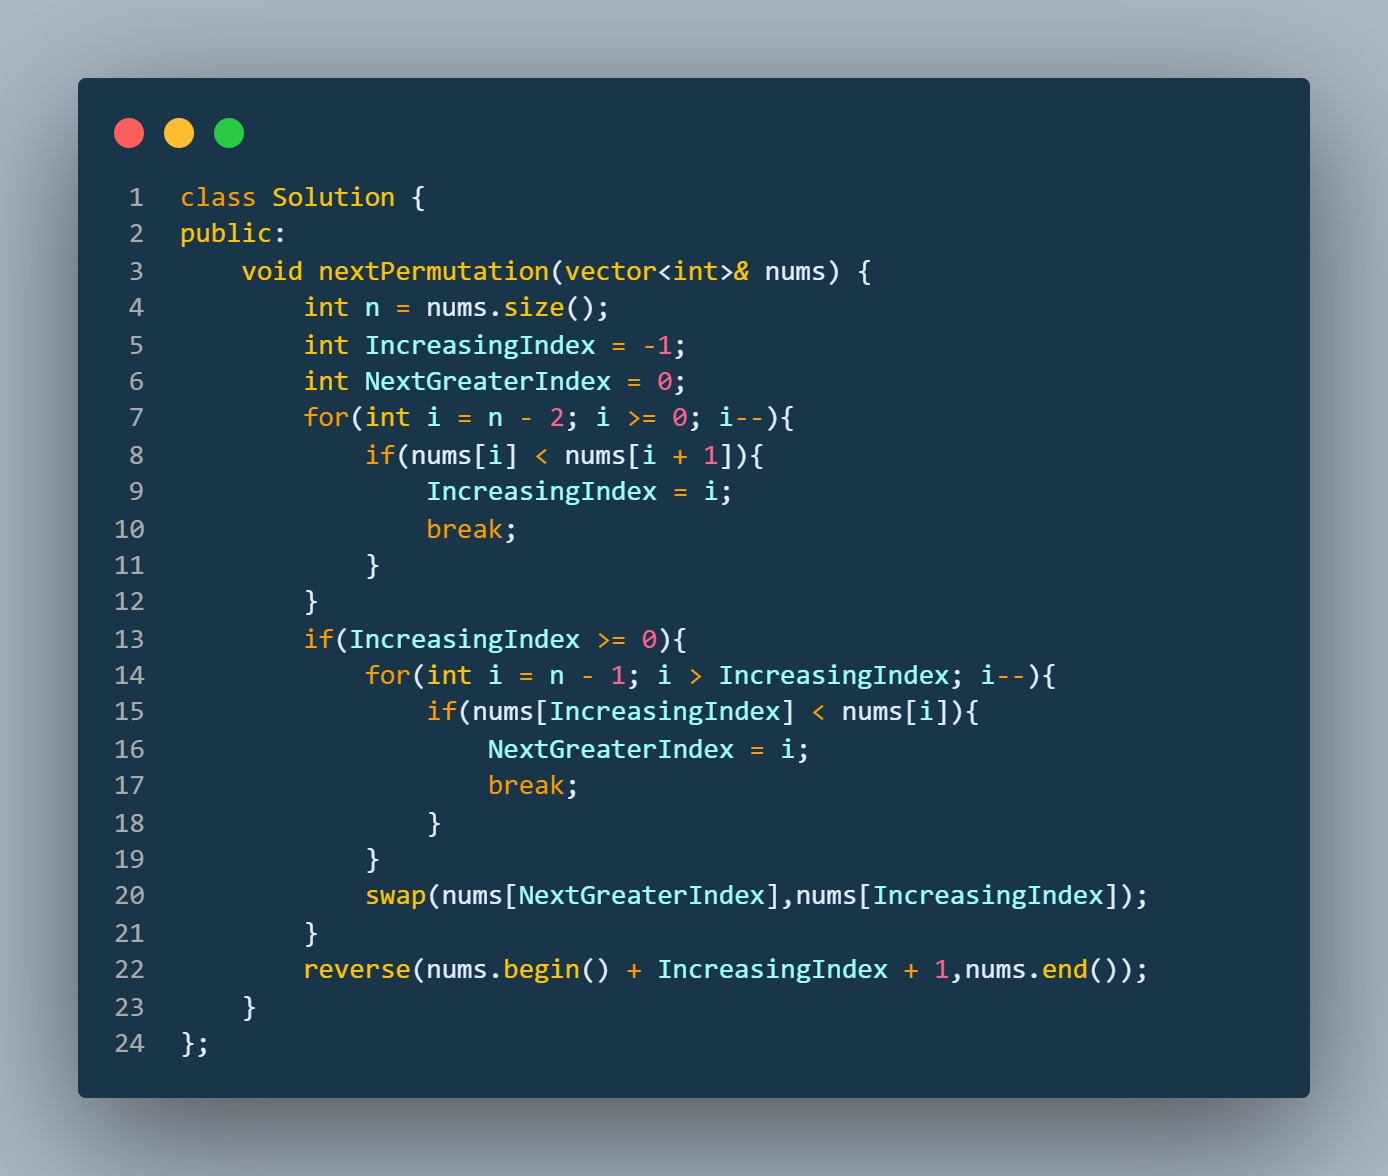 1 class Solution {
2 public:
3     void nextPermutation(vector<int>& nums) {
4         int n = nums.size();
5         int IncreasingIndex = -1;
6         int NextGreaterIndex = 0;
7         for(int i = n - 2; i >= 0; i--){
8             if(nums[i] < nums[i + 1]){
9                 IncreasingIndex = i;
10                 break;
11             }
12         }
13         if(IncreasingIndex >= 0){
14             for(int i = n - 1; i > IncreasingIndex; i--){
15                 if(nums[IncreasingIndex] < nums[i]){
16                     NextGreaterIndex = i;
17                     break;
18                 }
19             }
20             swap(nums[NextGreaterIndex],nums[IncreasingIndex]);
21         }
22         reverse(nums.begin() + IncreasingIndex + 1,nums.end());
23     }
24 };